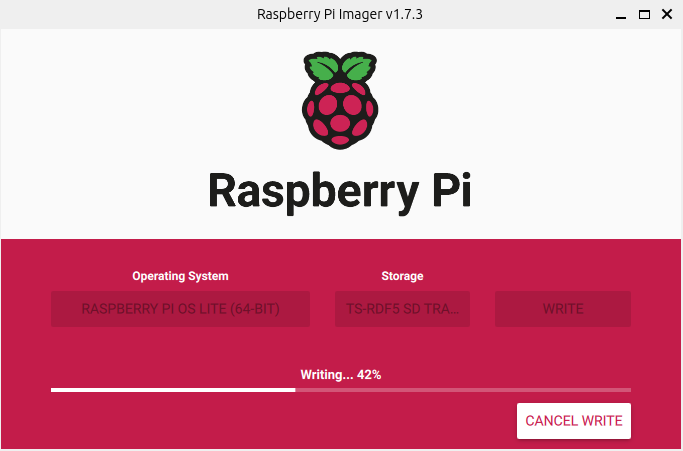 Raspberry Pi Imager v1.7.3
Raspberry Pi
Operating System
Storage
RASPBERRY PI OS LITE (64-BIT)
TS-RDF5 SD TRA...
WRITE
Writing... 42%
CANCEL WRITE